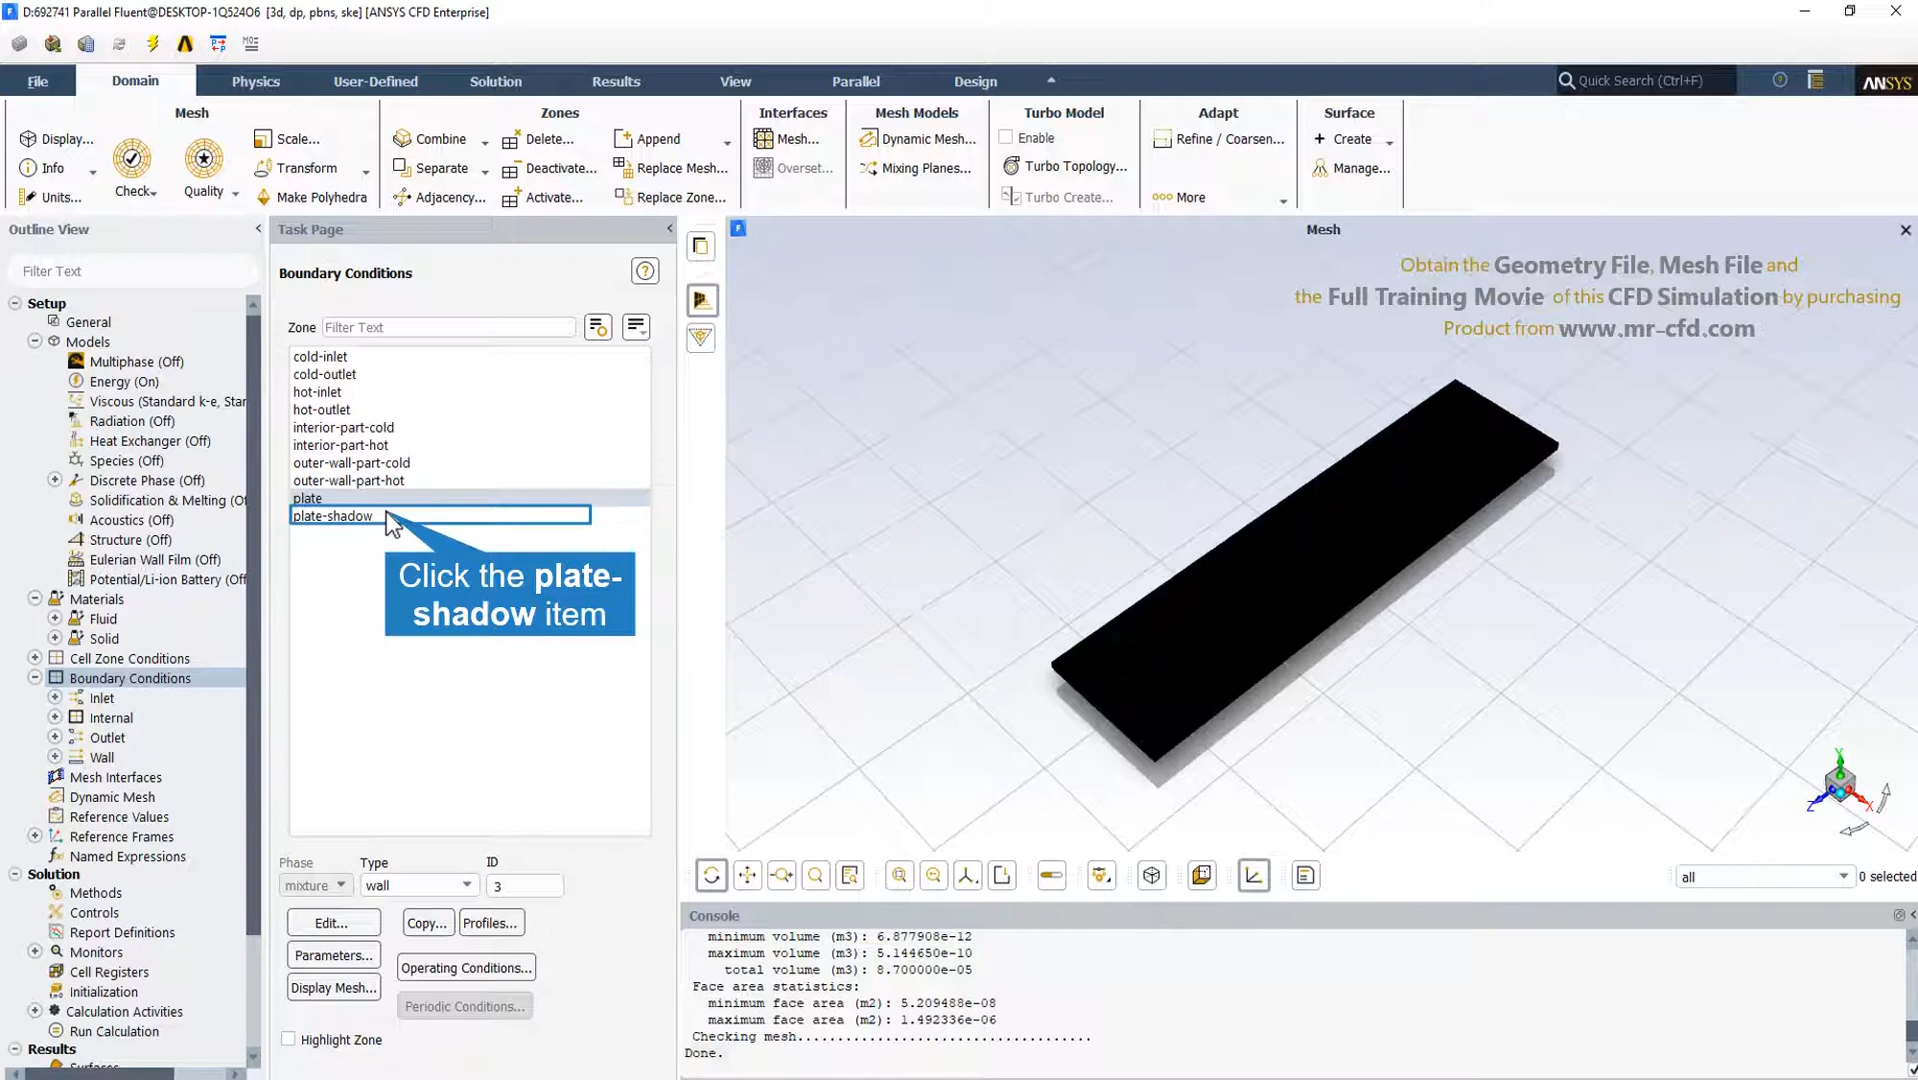 D:692741 Parallel Fluent@DESKTOP-1Q524O6 [3d, dp, pbns, ske] [ANSYS CFD Enterprise]
File
Domain
Physics
User-Defined
Solution
Results
View
Parallel
Design
Quick Search (Ctrl+F)
ANSYS
Mesh
Display...
Info
Units...
Check
Quality
Scale...
Transform
Make Polyhedra
Zones
Combine
Separate
Adjacency...
Delete...
Deactivate...
Activate...
Append
Replace Mesh...
Replace Zone...
Interfaces
Mesh...
Overset...
Mesh Models
Dynamic Mesh...
Mixing Planes...
Turbo Model
Enable
Turbo Topology...
Turbo Create...
Adapt
Refine / Coarsen...
More
Surface
Create
Manage...
Outline View
Filter Text
Setup
General
Models
Multiphase (Off)
Energy (On)
Viscous (Standard k-e, Star
Radiation (Off)
Heat Exchanger (Off)
Species (Off)
Discrete Phase (Off)
Solidification & Melting (Of
Acoustics (Off)
Structure (Off)
Eulerian Wall Film (Off)
Potential/Li-ion Battery (Off
Materials
Fluid
Solid
Cell Zone Conditions
Boundary Conditions
Inlet
Internal
Outlet
Wall
Mesh Interfaces
Dynamic Mesh
Reference Values
Reference Frames
Named Expressions
Solution
Methods
Controls
Report Definitions
Monitors
Cell Registers
Initialization
Calculation Activities
Run Calculation
Results
Surfaces
Task Page
Boundary Conditions
Zone Filter Text
cold-inlet
cold-outlet
hot-inlet
hot-outlet
interior-part-cold
interior-part-hot
outer-wall-part-cold
outer-wall-part-hot
plate
plate-shadow
Click the plate-
shadow item
Phase Type ID
mixture wall 3
Edit... Copy... Profiles...
Parameters... Operating Conditions...
Display Mesh... Periodic Conditions...
Highlight Zone
Mesh
Obtain the Geometry File, Mesh File and
the Full Training Movie of this CFD Simulation by purchasing
Product from www.mr-cfd.com
Y
Z
X
all 0 selected
Console
minimum volume (m3): 6.877908e-12
maximum volume (m3): 5.144650e-10
total volume (m3): 8.700000e-05
Face area statistics:
minimum face area (m2): 5.209488e-08
maximum face area (m2): 1.492336e-06
Checking mesh.....................................
Done.